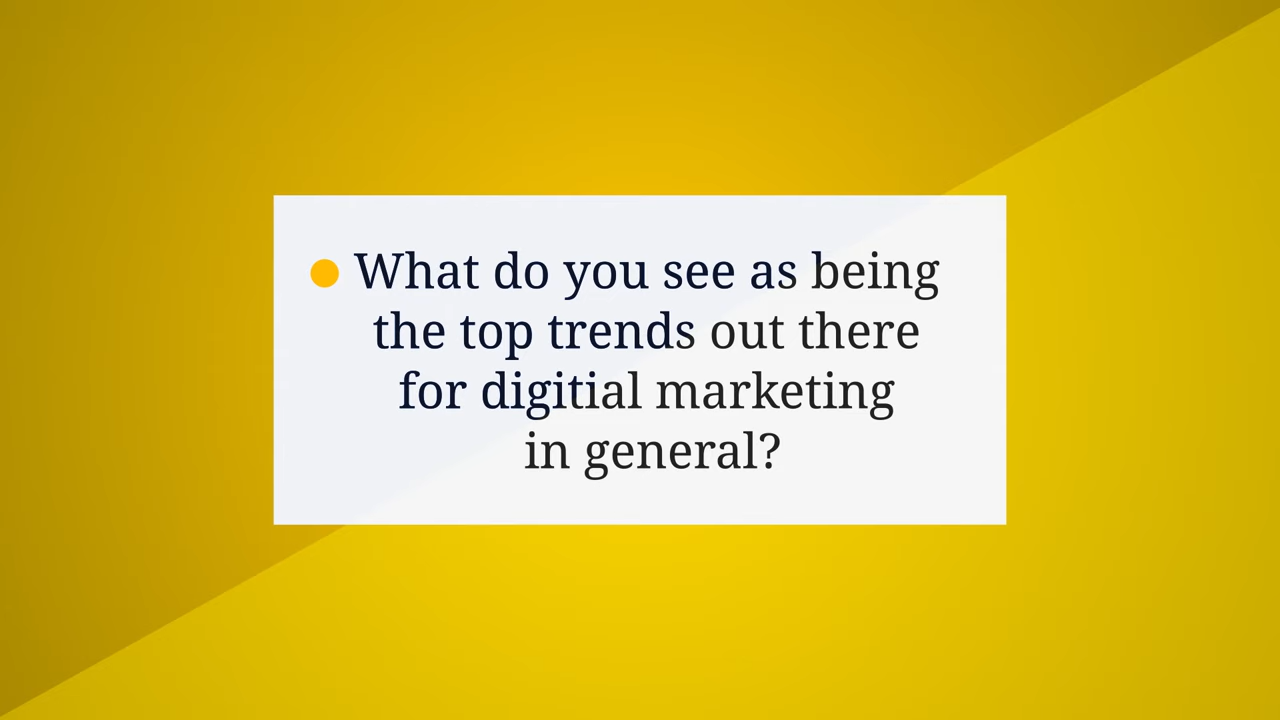 What do you see as being
the top trends out there
for digitial marketing
in general?